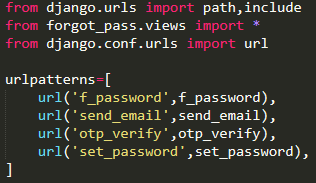 from django.urls import path,include
from forgot_pass.views import *
from django.conf.urls import url
urlpatterns=[
    url('f_password',f_password),
    url('send_email',send_email),
    url('otp_verify',otp_verify),
    url('set_password',set_password),
]